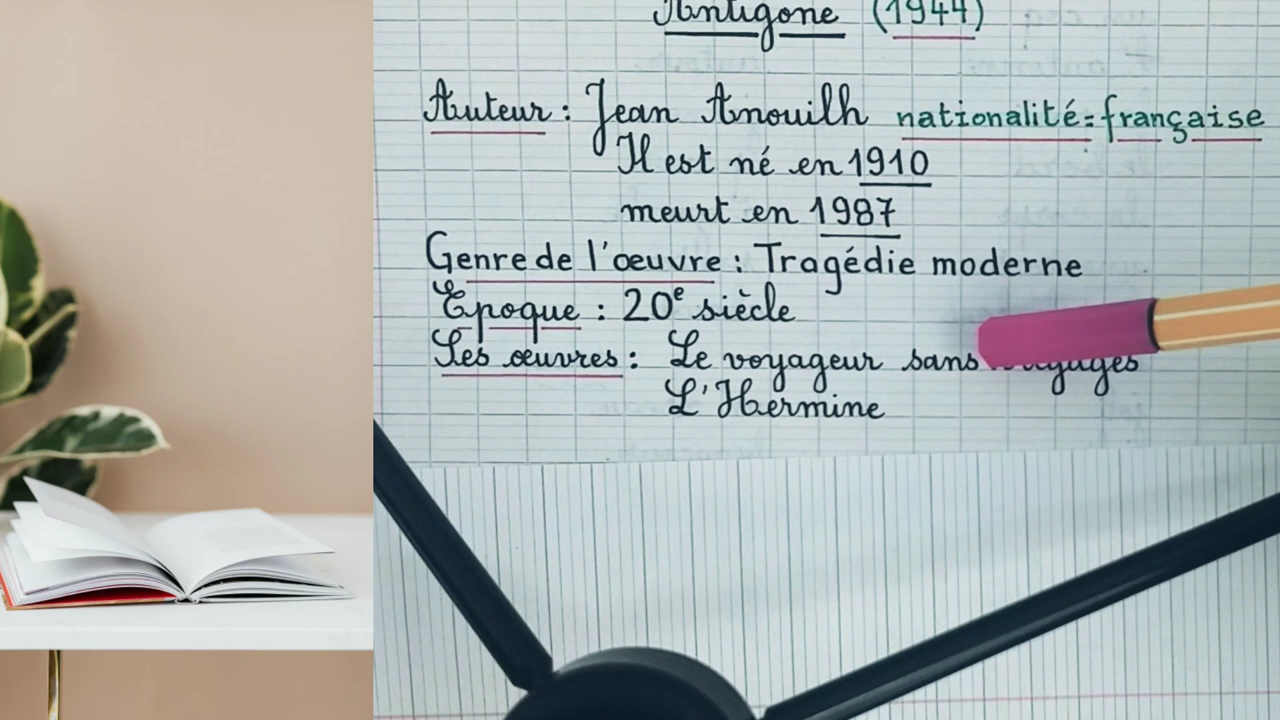 Antigone (1944)
Auteur : Jean Anouilh nationalité : française
Il est né en 1910
meurt en 1987
Genre de l'œuvre : Tragédie moderne
Epoque : 20e siècle
Ses œuvres : Le voyageur sans
L'Hermine